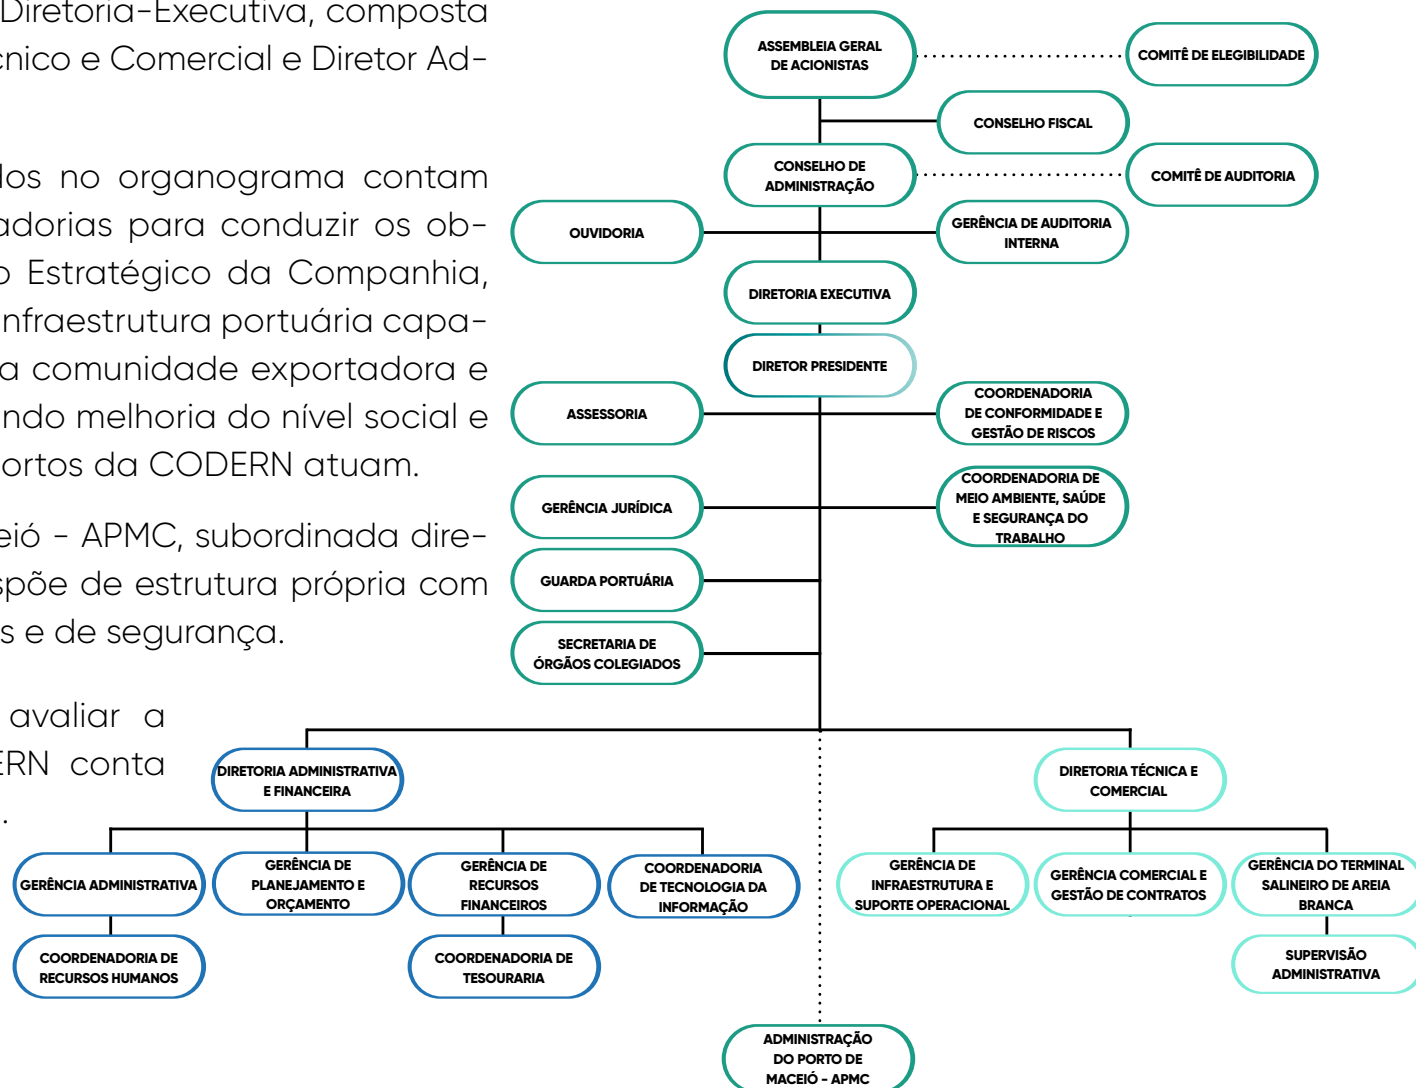 Diretoria-Executiva, composta
cnico e Comercial e Diretor Ad-
dos no organograma contam
adorias para conduzir os ob-
o Estratégico da Companhia,
nfraestrutura portuária capa-
a comunidade exportadora e
ndo melhoria do nível social e
ortos da CODERN atuam.
eió - APMC, subordinada dire-
spõe de estrutura própria com
s e de segurança.
avaliar a
ERN conta
.
ASSEMBLEIA GERAL
DE ACIONISTAS
COMITÊ DE ELEGIBILIDADE
CONSELHO FISCAL
CONSELHO DE
ADMINISTRAÇÃO
COMITÊ DE AUDITORIA
OUVIDORIA
GERÊNCIA DE AUDITORIA
INTERNA
DIRETORIA EXECUTIVA
DIRETOR PRESIDENTE
ASSESSORIA
COORDENADORIA
DE CONFORMIDADE E
GESTÃO DE RISCOS
GERÊNCIA JURÍDICA
COORDENADORIA DE
MEIO AMBIENTE, SAÚDE
E SEGURANÇA DO
TRABALHO
GUARDA PORTUÁRIA
SECRETARIA DE
ÓRGÃOS COLEGIADOS
DIRETORIA ADMINISTRATIVA
E FINANCEIRA
DIRETORIA TÉCNICA E
COMERCIAL
GERÊNCIA ADMINISTRATIVA
GERÊNCIA DE
PLANEJAMENTO E
ORÇAMENTO
GERÊNCIA DE
RECURSOS
FINANCEIROS
COORDENADORIA
DE TECNOLOGIA DA
INFORMAÇÃO
GERÊNCIA DE
INFRAESTRUTURA E
SUPORTE OPERACIONAL
GERÊNCIA COMERCIAL E
GESTÃO DE CONTRATOS
GERÊNCIA DO TERMINAL
SALINEIRO DE AREIA
BRANCA
COORDENADORIA DE
RECURSOS HUMANOS
COORDENADORIA DE
TESOURARIA
SUPERVISÃO
ADMINISTRATIVA
ADMINISTRAÇÃO
DO PORTO DE
MACEIÓ - APMC